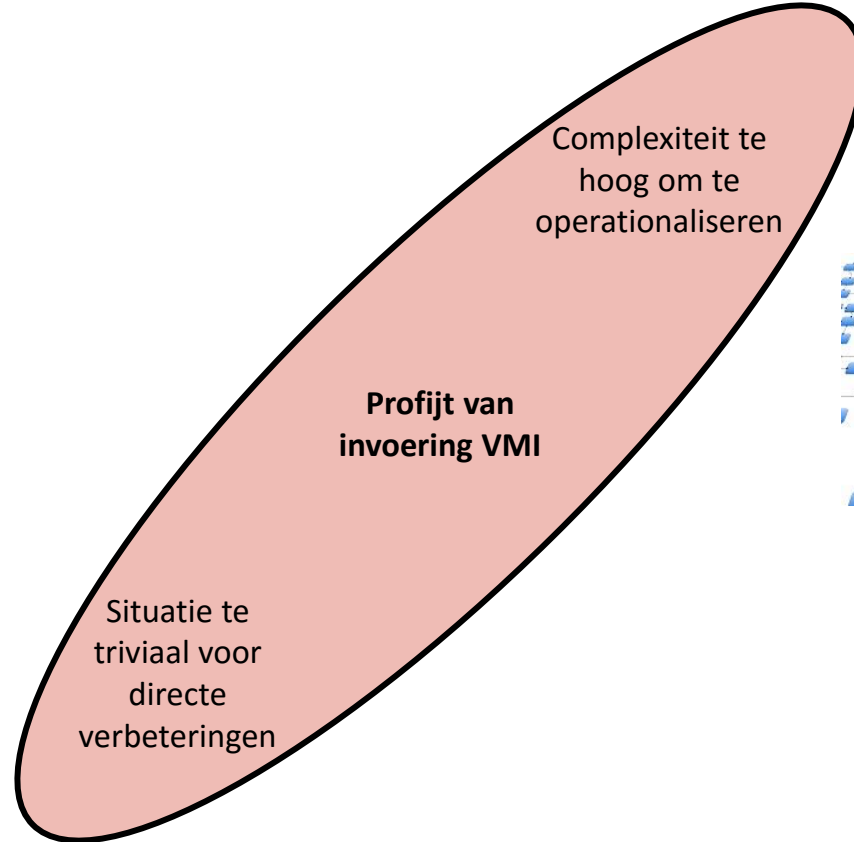 Complexiteit te
hoog om te
operationaliseren
Profijt van
invoering VMI
Situatie te
triviaal voor
directe
verbeteringen